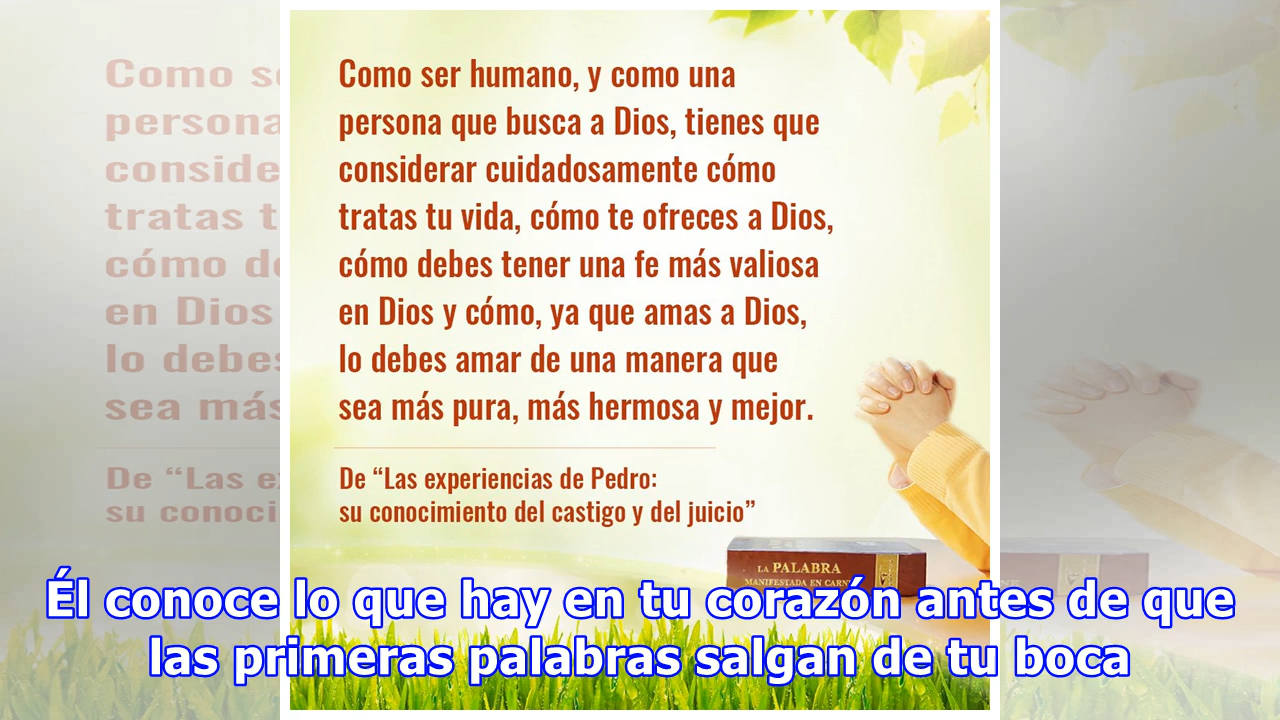 Como ser humano, y como una
persona que busca a Dios, tienes que
considerar cuidadosamente cómo
tratas tu vida, cómo te ofreces a Dios,
cómo debes tener una fe más valiosa
en Dios y cómo, ya que amas a Dios,
lo debes amar de una manera que
sea más pura, más hermosa y mejor.
De “Las experiencias de Pedro:
su conocimiento del castigo y del juicio”
LA PALABRA
MANIFESTADA EN CARNE
Él conoce lo que hay en tu corazón antes de que
las primeras palabras salgan de tu boca